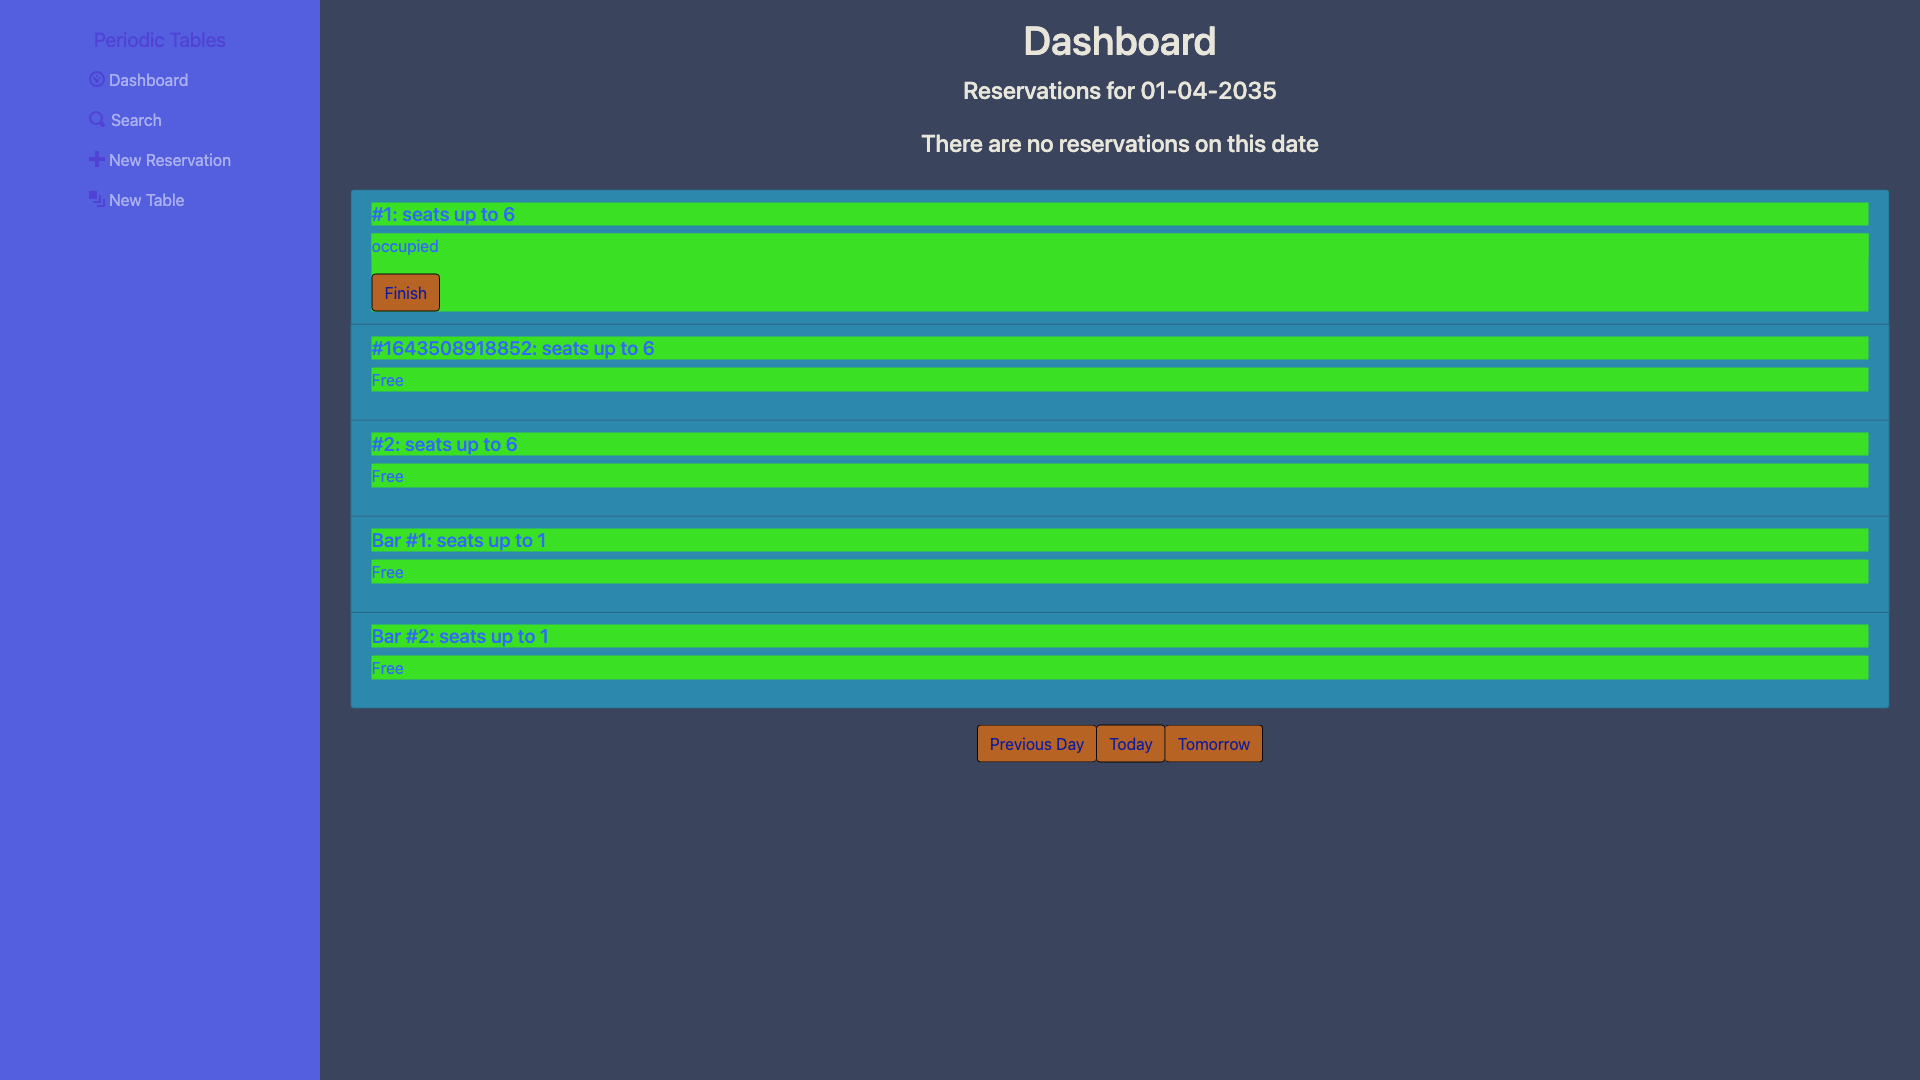 Periodic Tables
Dashboard
Search
New Reservation
New Table
Dashboard
Reservations for 01-04-2035
There are no reservations on this date
#1: seats up to 6
occupied
Finish
#1643508918852: seats up to 6
Free
#2: seats up to 6
Free
Bar #1: seats up to 1
Free
Bar #2: seats up to 1
Free
Previous Day Today Tomorrow